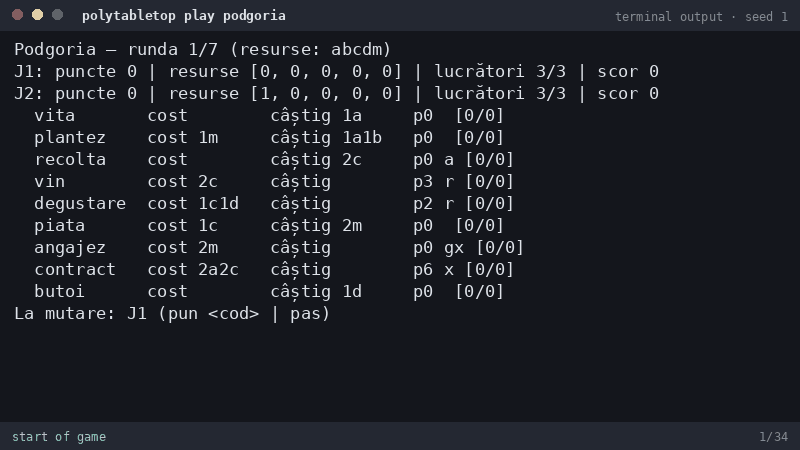 polytabletop play podgoria
terminal output · seed 1
Podgoria — runda 1/7 (resurse: abcdm)
J1: puncte 0 | resurse [0, 0, 0, 0, 0] | lucrători 3/3 | scor 0
J2: puncte 0 | resurse [1, 0, 0, 0, 0] | lucrători 3/3 | scor 0
vita cost câștig 1a p0 [0/0]
plantez cost 1m câștig 1a1b p0 [0/0]
recolta cost câștig 2c p0 a [0/0]
vin cost 2c câștig p3 r [0/0]
degustare cost 1c1d câștig p2 r [0/0]
piata cost 1c câștig 2m p0 [0/0]
angajez cost 2m câștig p0 gx [0/0]
contract cost 2a2c câștig p6 x [0/0]
butoi cost câștig 1d p0 [0/0]
La mutare: J1 (pun <cod> | pas)
start of game
1/34